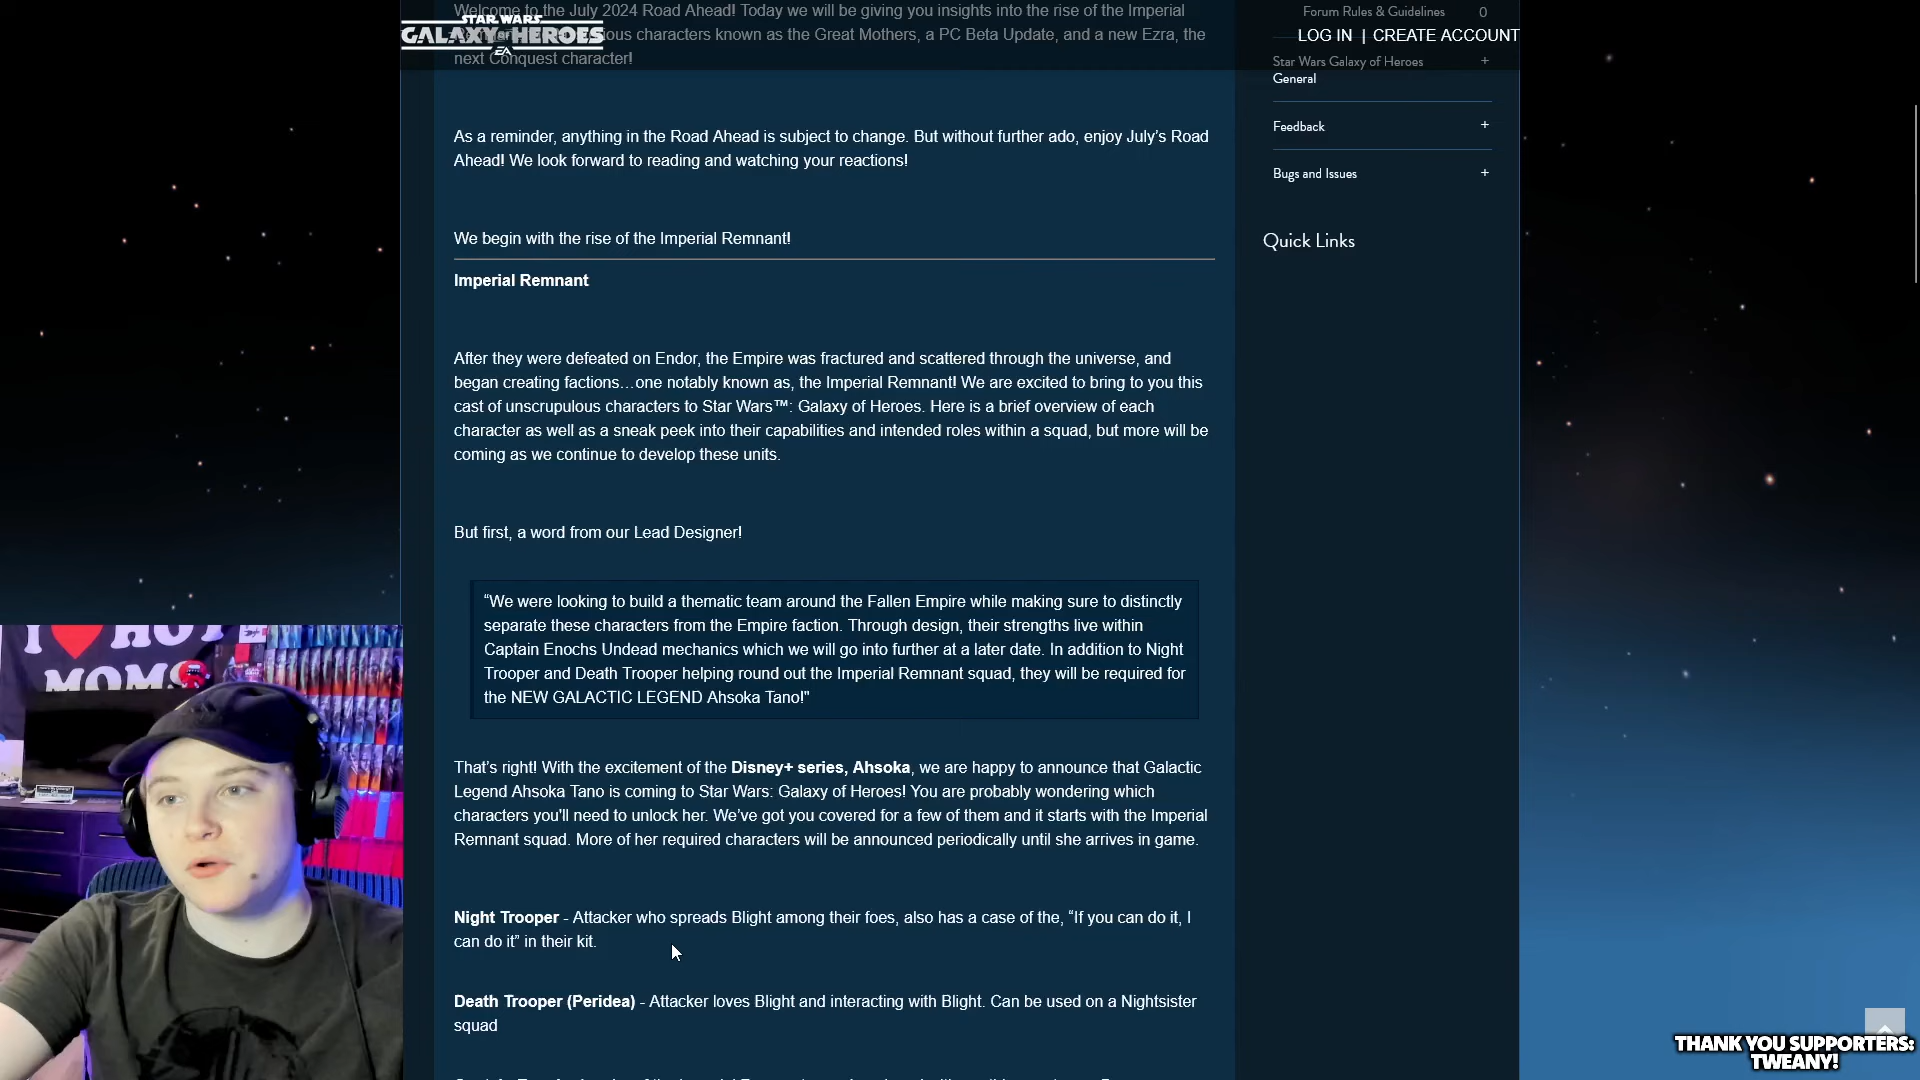 Welcome to the July 2024 Road Ahead! Today we will be giving you insights into the rise of the Imperial
characters known as the Great Mothers, a PC Beta Update, and a new Ezra, the
next Conquest character!
STAR WARS
GALAXY OF HEROES
EA
Forum Rules & Guidelines 0
LOG IN | CREATE ACCOUNT
Star Wars Galaxy of Heroes +
General
Feedback +
Bugs and Issues +
Quick Links
As a reminder, anything in the Road Ahead is subject to change. But without further ado, enjoy July’s Road
Ahead! We look forward to reading and watching your reactions!
We begin with the rise of the Imperial Remnant!
Imperial Remnant
After they were defeated on Endor, the Empire was fractured and scattered through the universe, and
began creating factions…one notably known as, the Imperial Remnant! We are excited to bring to you this
cast of unscrupulous characters to Star Wars™: Galaxy of Heroes. Here is a brief overview of each
character as well as a sneak peek into their capabilities and intended roles within a squad, but more will be
coming as we continue to develop these units.
But first, a word from our Lead Designer!
“We were looking to build a thematic team around the Fallen Empire while making sure to distinctly
separate these characters from the Empire faction. Through design, their strengths live within
Captain Enochs Undead mechanics which we will go into further at a later date. In addition to Night
Trooper and Death Trooper helping round out the Imperial Remnant squad, they will be required for
the NEW GALACTIC LEGEND Ahsoka Tano!"
That’s right! With the excitement of the Disney+ series, Ahsoka, we are happy to announce that Galactic
Legend Ahsoka Tano is coming to Star Wars: Galaxy of Heroes! You are probably wondering which
characters you'll need to unlock her. We’ve got you covered for a few of them and it starts with the Imperial
Remnant squad. More of her required characters will be announced periodically until she arrives in game.
Night Trooper - Attacker who spreads Blight among their foes, also has a case of the, “If you can do it, I
can do it” in their kit.
Death Trooper (Peridea) - Attacker loves Blight and interacting with Blight. Can be used on a Nightsister
squad
I HOT
MOMS
THANK YOU SUPPORTERS:
TWEANY!